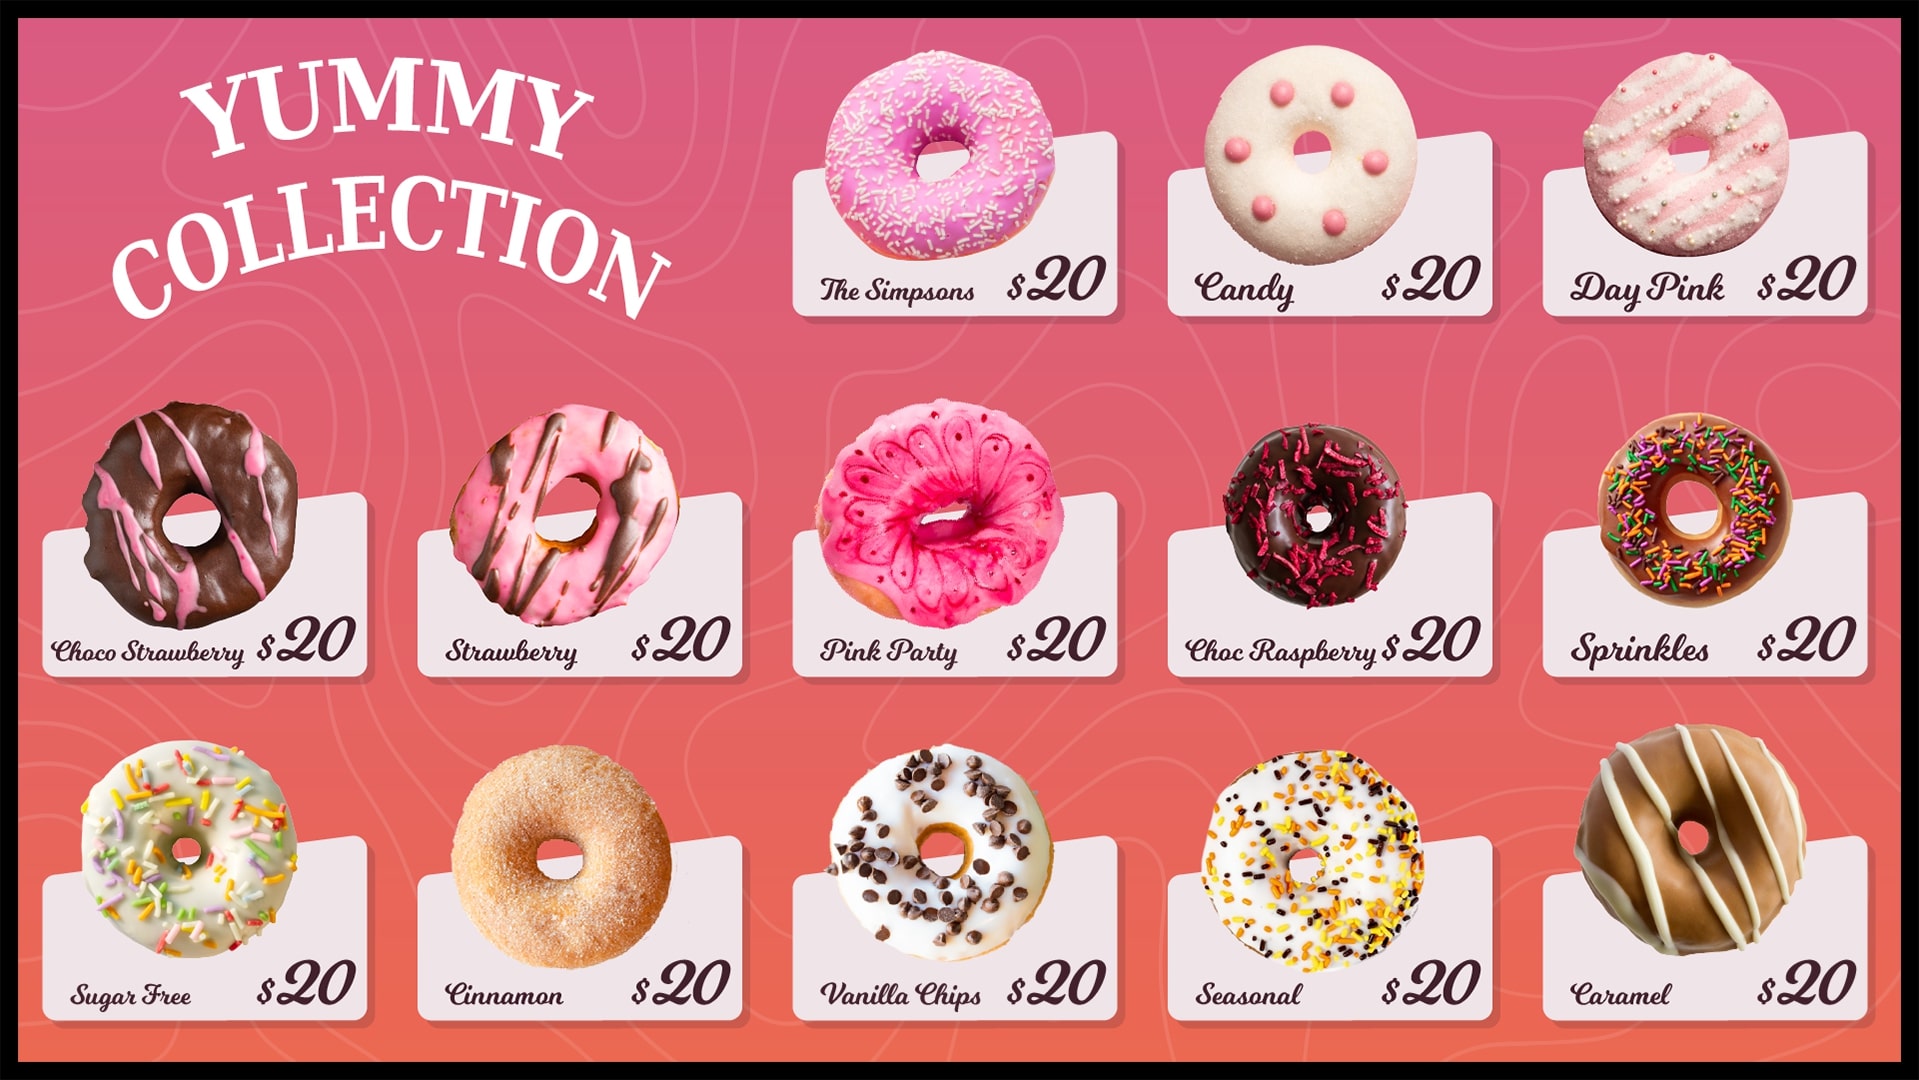 YUMMY
COLLECTION
The Simpsons $20
Candy $20
Day Pink $20
Choco Strawberry $20
Strawberry $20
Pink Party $20
Choc Raspberry $20
Sprinkles $20
Sugar Free $20
Cinnamon $20
Vanilla Chips $20
Seasonal $20
Caramel $20